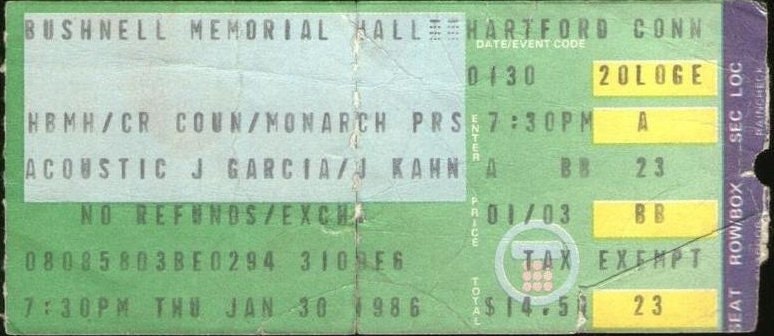 BUSHNELL MEMORIAL HALL HARTFORD CONN
DATE/EVENT CODE
0130 20LOGE
HBMH/CR COUN/MONARCH PRS 7:30PM A
ACOUSTIC J GARCIA/J KAHN A BB 23
NO REFUNDS/EXCH 01/03 BB
08085803BE0294 TAX EXEMPT
7:30PM THU JAN 30 1986 $14.50 23
ENTER
PRICE
TOTAL
SEC LOC
ROW/BOX
EAT
RAINCHECK